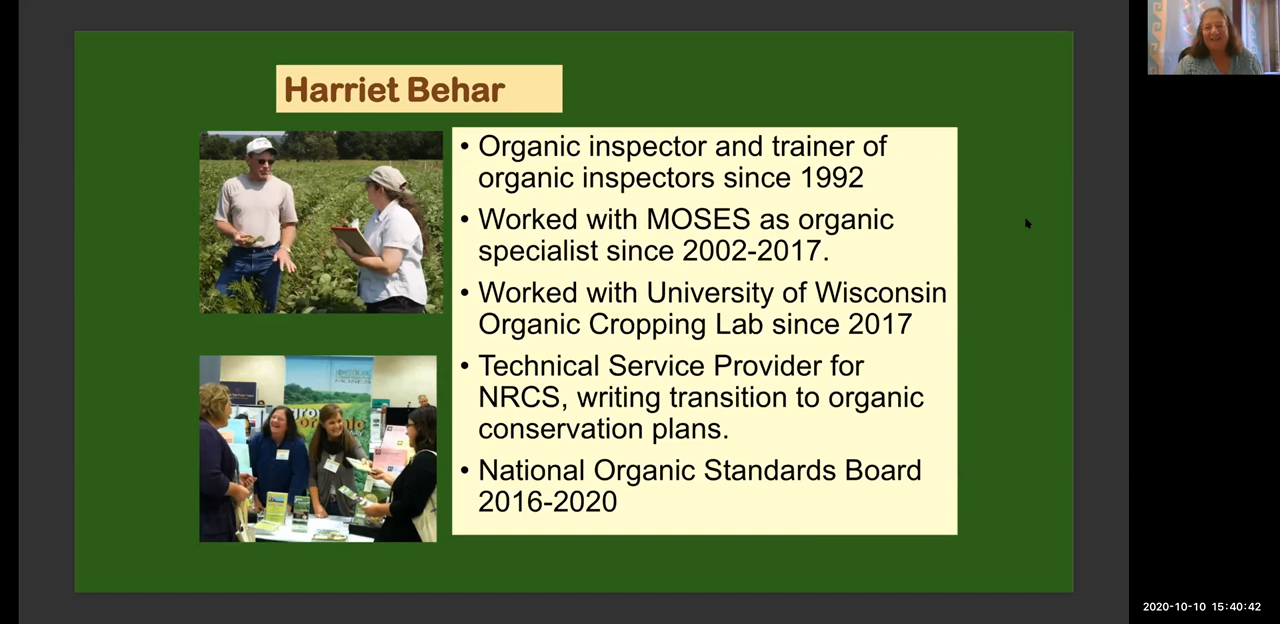 Harriet Behar
• Organic inspector and trainer of
organic inspectors since 1992
• Worked with MOSES as organic
specialist since 2002-2017.
• Worked with University of Wisconsin
Organic Cropping Lab since 2017
• Technical Service Provider for
NRCS, writing transition to organic
conservation plans.
• National Organic Standards Board
2016-2020
2020-10-10 15:40:42